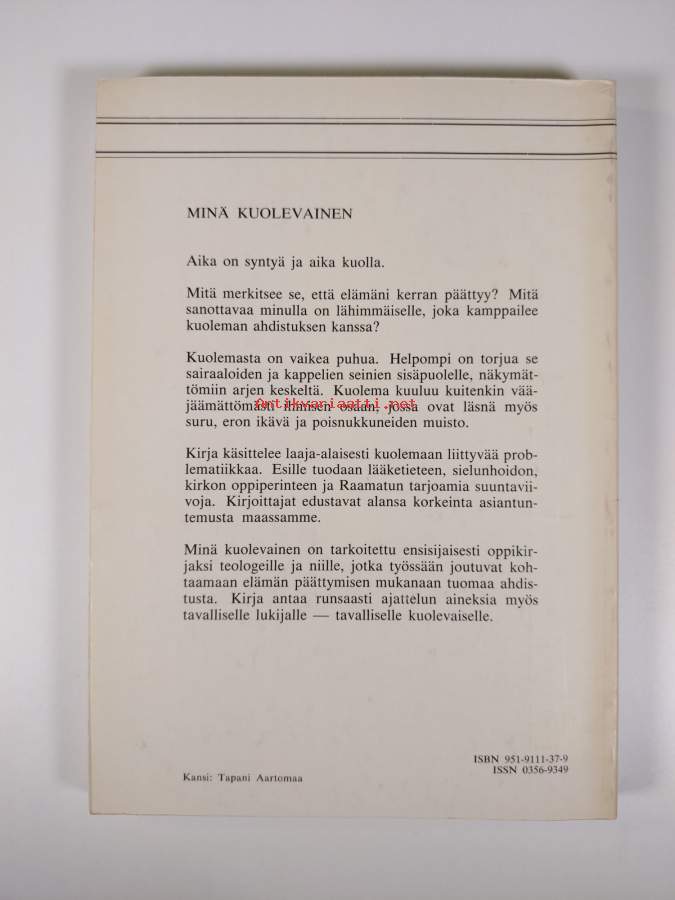 MINÄ KUOLEVAINEN
Aika on syntyä ja aika kuolla.
Mitä merkitsee se, että elämäni kerran päättyy? Mitä
sanottavaa minulla on lähimmäiselle, joka kamppailee
kuoleman ahdistuksen kanssa?
Kuolemasta on vaikea puhua. Helpompi on torjua se
sairaaloiden ja kappelien seinien sisäpuolelle, näkymät-
tömiin arjen keskeltä. Kuolema kuuluu kuitenkin vää-
jäämättömästi ihmisen osaan, jossa ovat läsnä myös
Antikvariaatti.net
suru, eron ikävä ja poisnukkuneiden muisto.
Kirja käsittelee laaja-alaisesti kuolemaan liittyvää prob-
lematiikkaa. Esille tuodaan lääketieteen, sielunhoidon,
kirkon oppiperinteen ja Raamatun tarjoamia suuntavii-
voja. Kirjoittajat edustavat alansa korkeinta asiantun-
temusta maassamme.
Minä kuolevainen on tarkoitettu ensisijaisesti oppikir-
jaksi teologeille ja niille, jotka työssään joutuvat koh-
taamaan elämän päättymisen mukanaan tuomaa ahdis-
tusta. Kirja antaa runsaasti ajattelun aineksia myös
tavalliselle lukijalle — tavalliselle kuolevaiselle.
ISBN 951-9111-37-9
ISSN 0356-9349
Kansi: Tapani Aartomaa